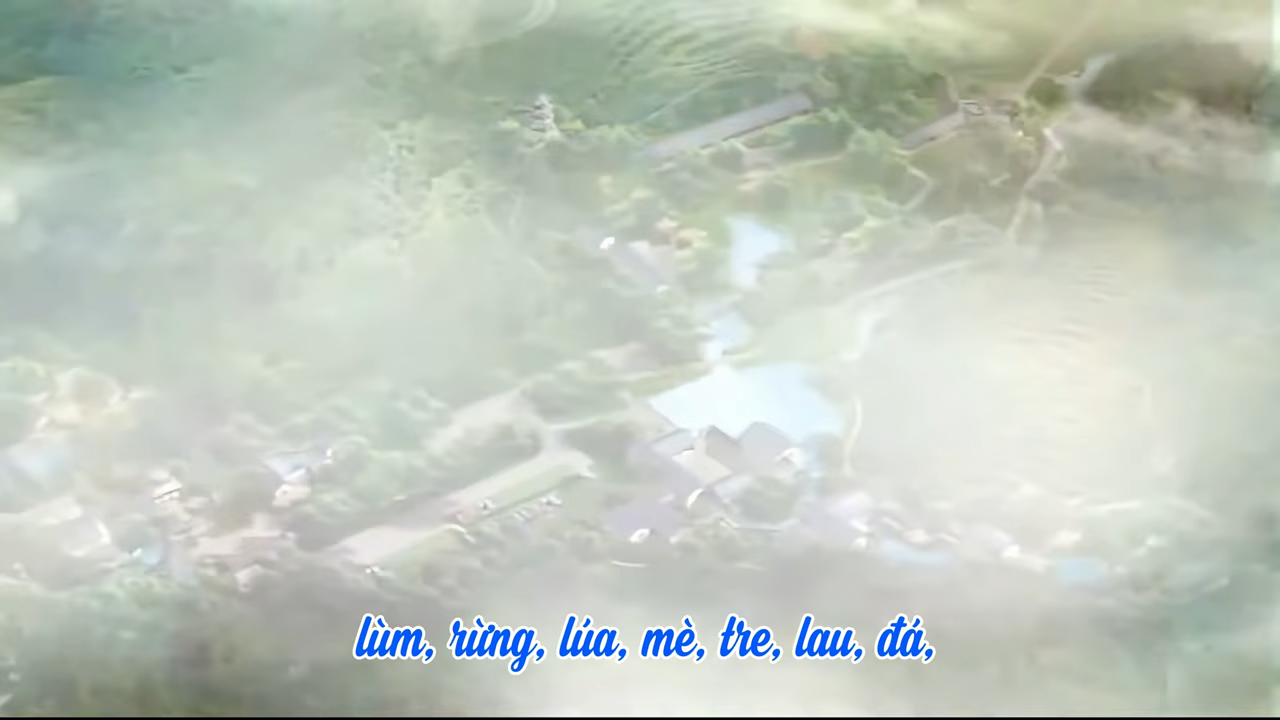 lùm, rừng, lúa, mè, tre, lau, đá,